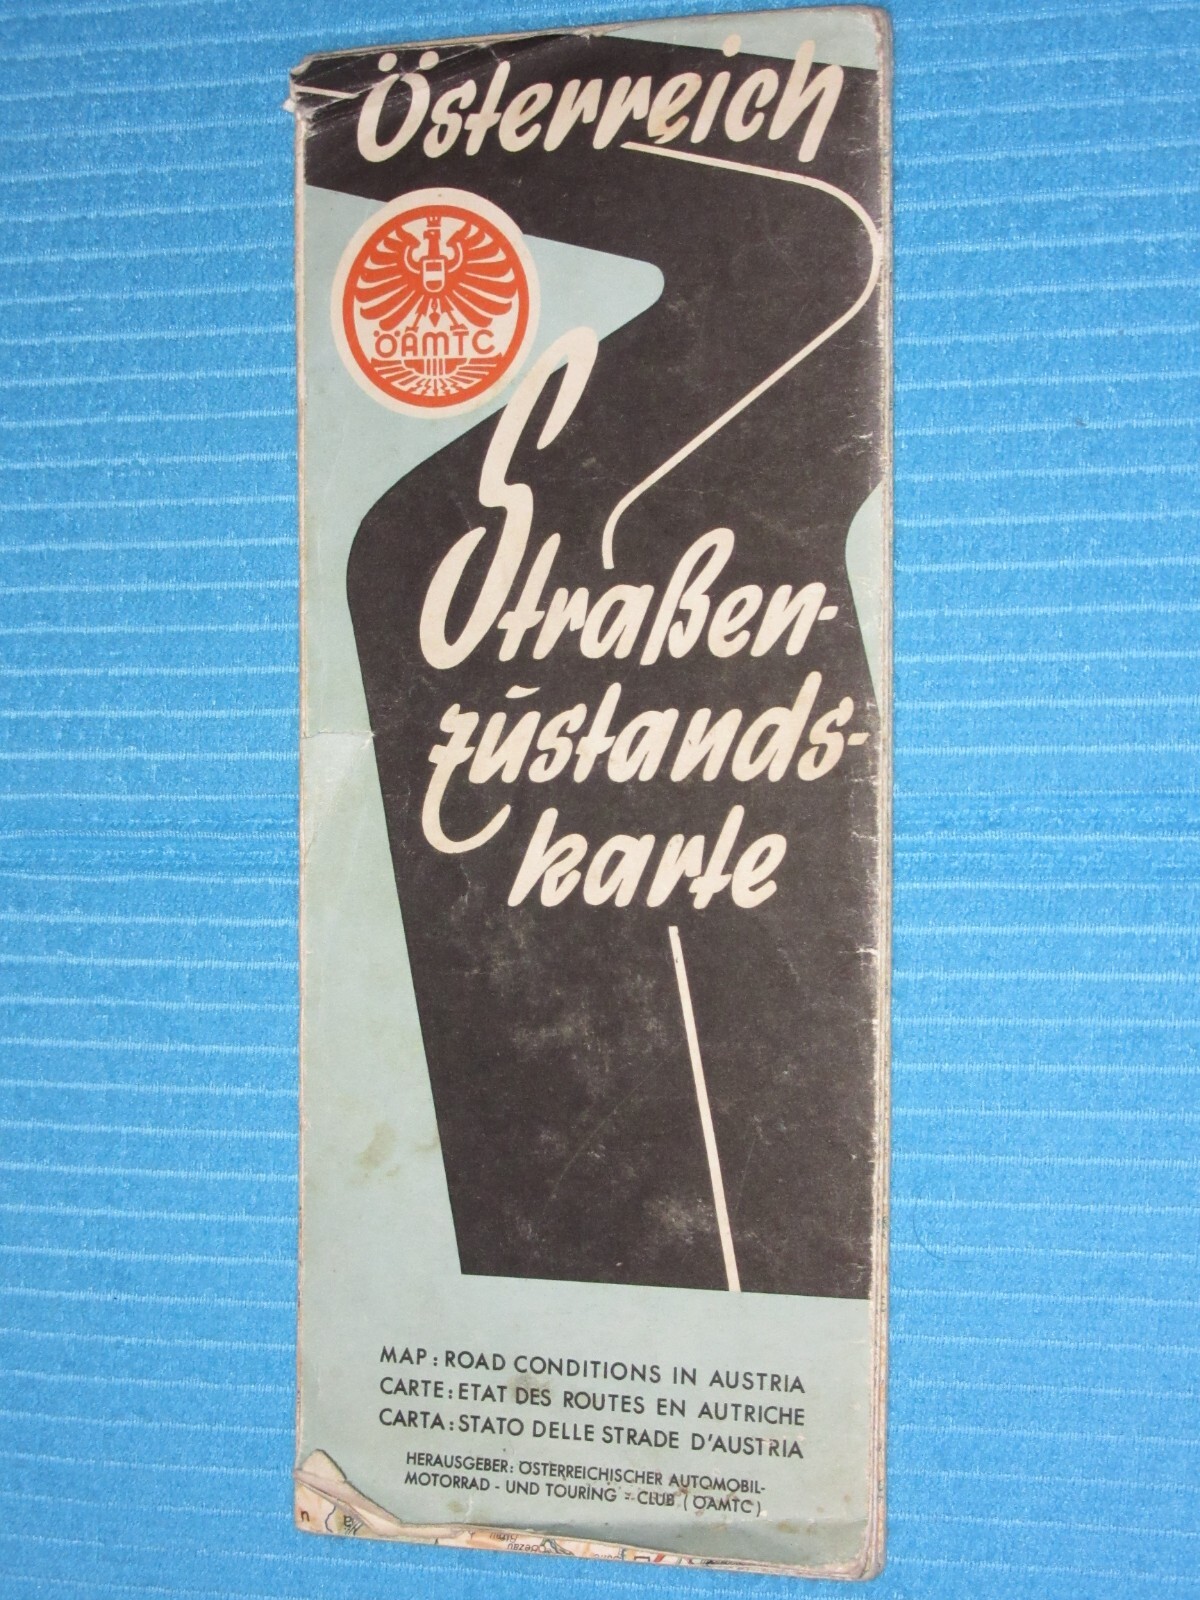 Österreich
ÖAMTC
Straßen-
zustands-
karte
MAP: ROAD CONDITIONS IN AUSTRIA
CARTE: ETAT DES ROUTES EN AUTRICHE
CARTA: STATO DELLE STRADE D'AUSTRIA
HERAUSGEBER: ÖSTERREICHISCHER AUTOMOBIL-
MOTORRAD - UND TOURING - CLUB (ÖAMTC)